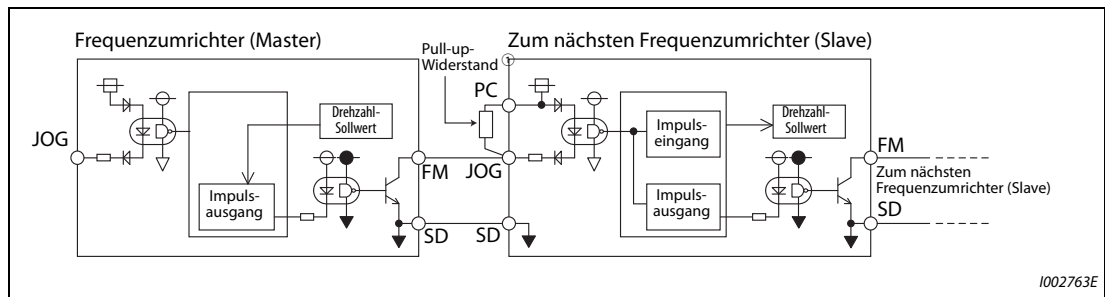 Frequenzumrichter (Master)
Pull-up-
Widerstand
Zum nächsten Frequenzumrichter (Slave)
PC
JOG
Drehzahl-
Sollwert
Impuls-
ausgang
FM
JOG
SD
SD
Impuls-
eingang
Impuls-
ausgang
Drehzahl-
Sollwert
FM
Zum nächsten
Frequenzumrichter (Slave)
SD
I002763E